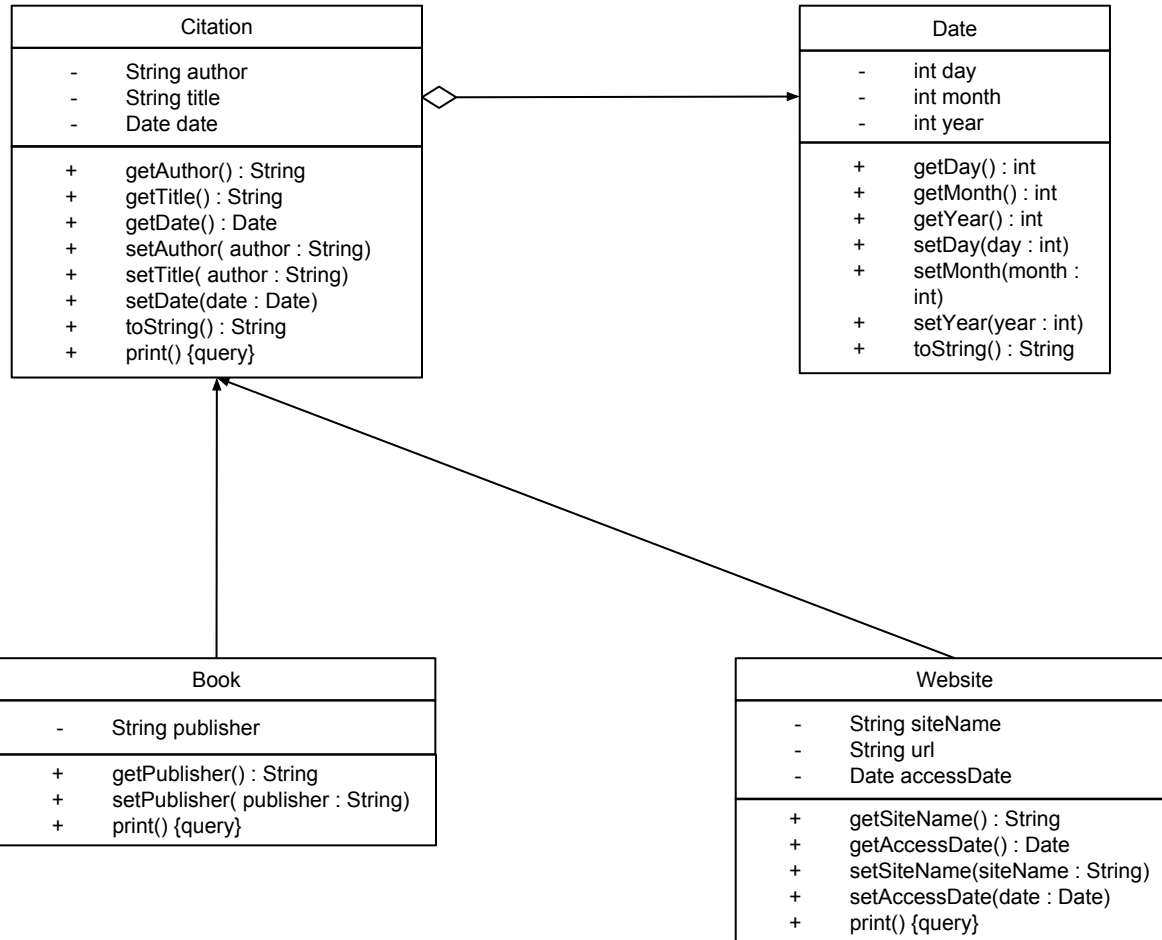 Citation
- String author
- String title
- Date date
+ getAuthor() : String
+ getTitle() : String
+ getDate() : Date
+ setAuthor( author : String)
+ setTitle( author : String)
+ setDate(date : Date)
+ toString() : String
+ print() {query}
Date
- int day
- int month
- int year
+ getDay() : int
+ getMonth() : int
+ getYear() : int
+ setDay(day : int)
+ setMonth(month :
int)
+ setYear(year : int)
+ toString() : String
Book
- String publisher
+ getPublisher() : String
+ setPublisher( publisher : String)
+ print() {query}
Website
- String siteName
- String url
- Date accessDate
+ getSiteName() : String
+ getAccessDate() : Date
+ setSiteName(siteName : String)
+ setAccessDate(date : Date)
+ print() {query}